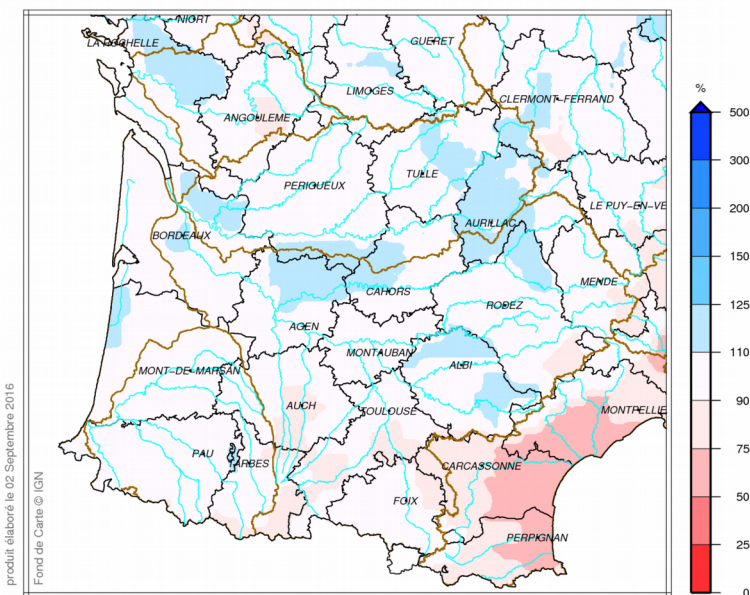 NIORT
LA ROCHELLE
GUERET
LIMOGES
CLERMONT-FERRAND
ANGOULEME
TULLE
PERIGUEUX
LE PUY-EN-VE
AURILLAC
BORDEAUX
MENDE
CAHORS
RODEZ
AGEN
MONTAUBAN
ALBI
MONT-DE-MARSAN
AUCH
TOULOUSE
MONTPELLIE
PAU
TARBES
CARCASSONNE
FOIX
PERPIGNAN
%
500
300
200
150
125
110
90
75
50
25
0
produit élaboré le 02 Septembre 2016
Fond de Carte © IGN